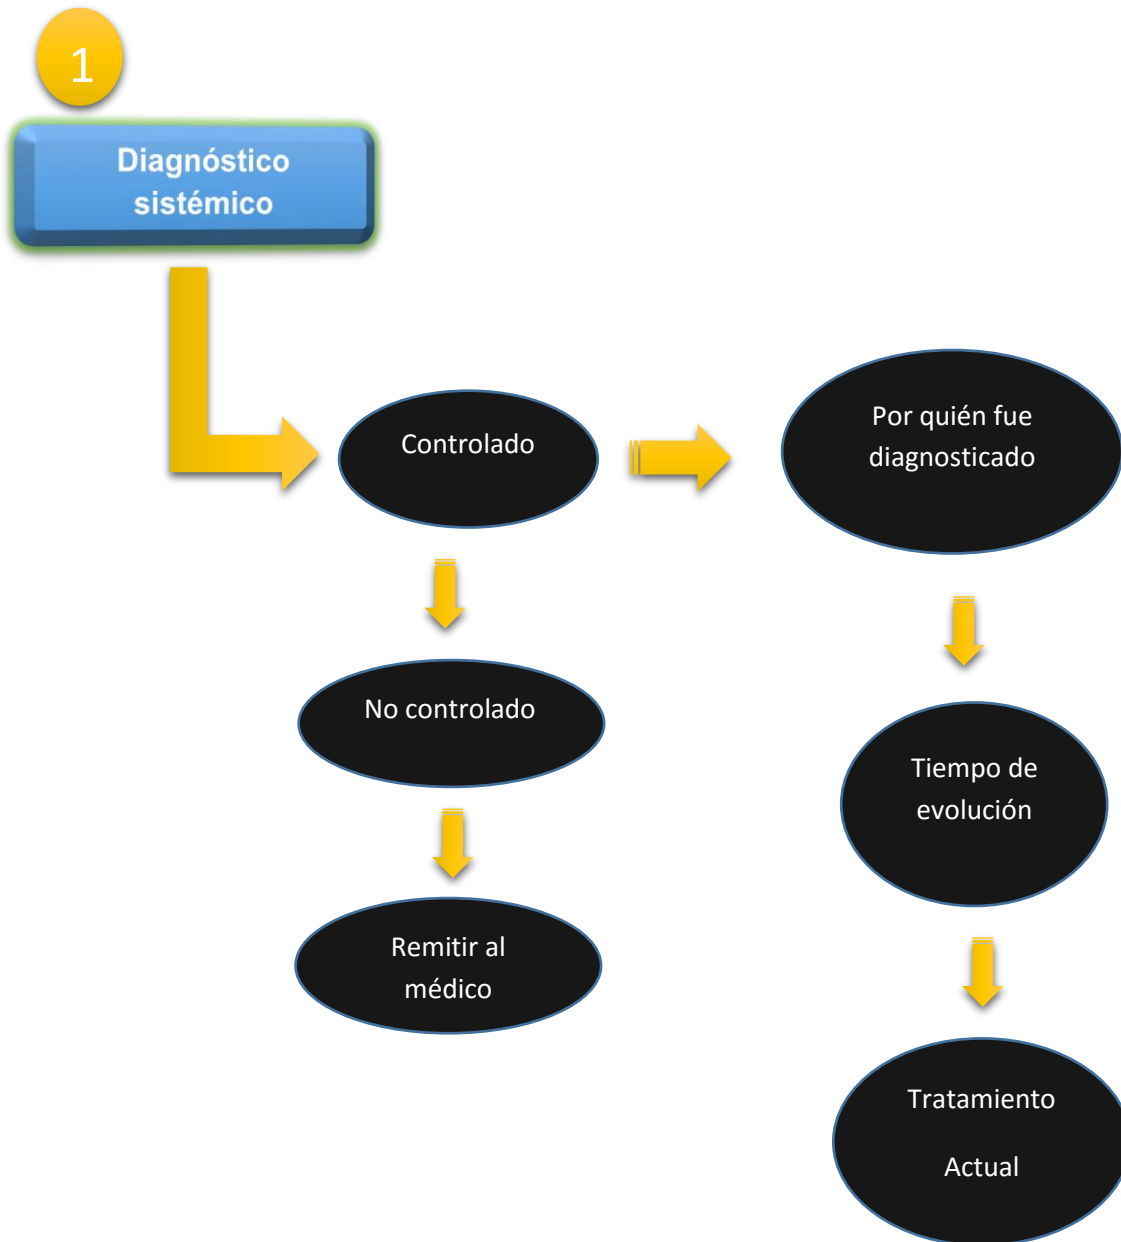 1
Diagnóstico
sistémico
Controlado
Por quién fue
diagnosticado
No controlado
Tiempo de
evolución
Remitir al
médico
Tratamiento
Actual